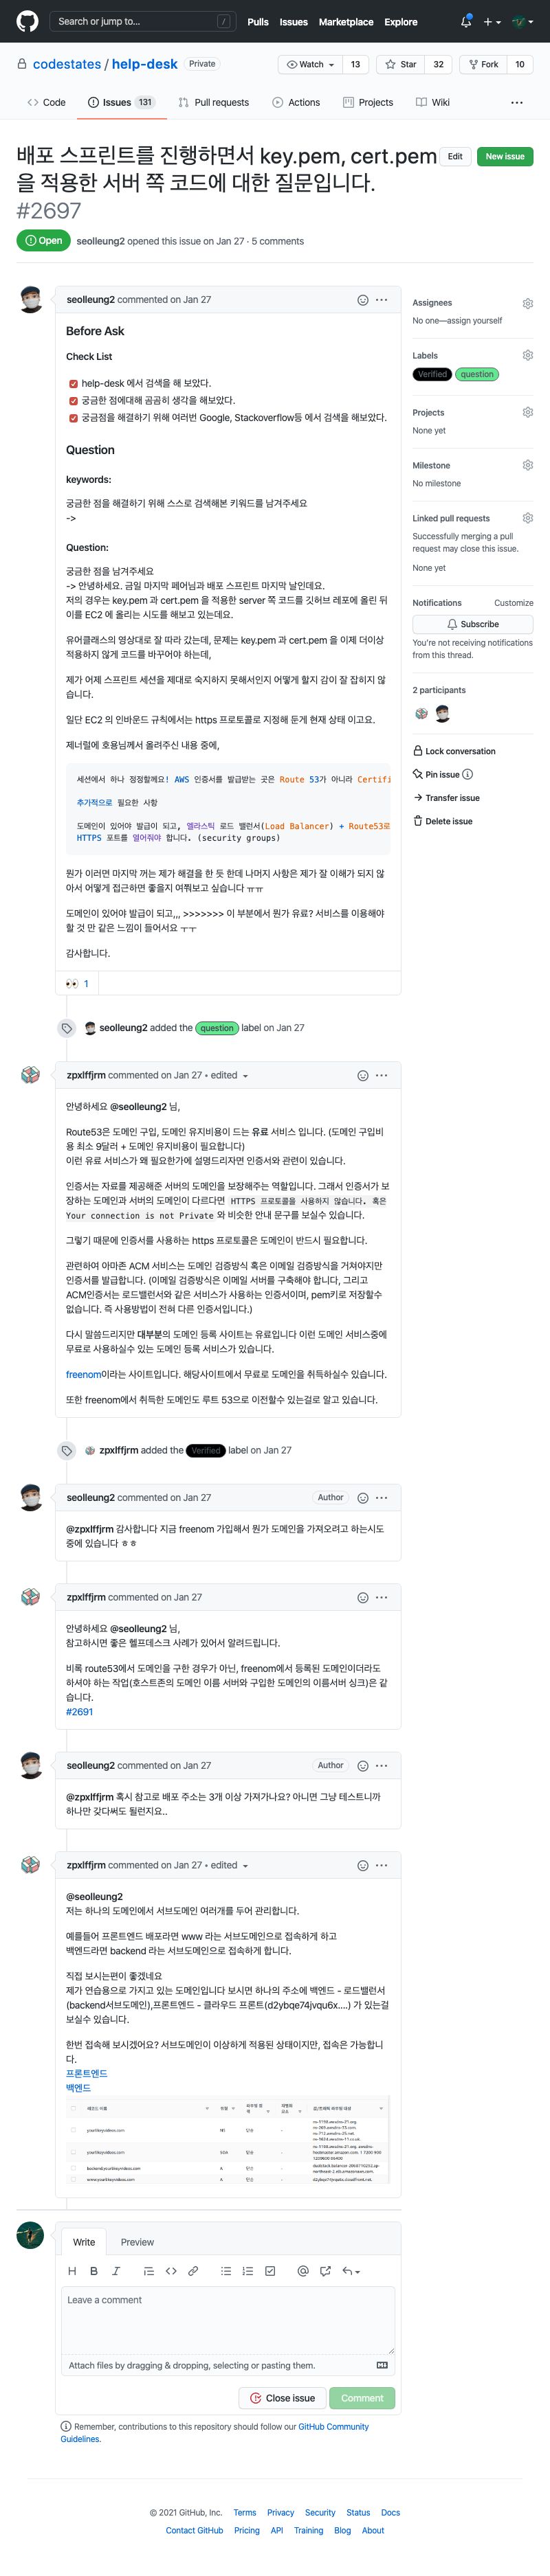 Search or jump to...
/
Pulls
Issues
Marketplace
Explore
codestates / help-desk
Private
Watch
13
Star
32
Fork
10
Code
Issues 131
Pull requests
Actions
Projects
Wiki
배포 스프린트를 진행하면서 key.pem, cert.pem
을 적용한 서버 쪽 코드에 대한 질문입니다.
#2697
Edit
New issue
Open
seolleung2 opened this issue on Jan 27 · 5 comments
seolleung2 commented on Jan 27
Before Ask
Check List
help-desk 에서 검색을 해 보았다.
궁금한 점에대해 곰곰히 생각을 해보았다.
궁금점을 해결하기 위해 여러번 Google, Stackoverflow등 에서 검색을 해보았다.
Question
keywords:
궁금한 점을 해결하기 위해 스스로 검색해본 키워드를 남겨주세요
->
Question:
궁금한 점을 남겨주세요
-> 안녕하세요. 금일 마지막 페어님과 배포 스프린트 마지막 날인데요.
저의 경우는 key.pem 과 cert.pem 을 적용한 server 쪽 코드를 깃허브 레포에 올린 뒤
이를 EC2 에 올리는 시도를 해보고 있는데요.
유어클래스의 영상대로 잘 따라 갔는데, 문제는 key.pem 과 cert.pem 을 이제 더이상
적용하지 않게 코드를 바꾸어야 하는데,
제가 어제 스프린트 세션을 제대로 숙지하지 못해서인지 어떻게 할지 감이 잘 잡히지 않
습니다.
일단 EC2 의 인바운드 규칙에서는 https 프로토콜로 지정해 둔게 현재 상태 이고요.
제너럴에 호용님께서 올려주신 내용 중에,
세션에서 하나 정정할께요! AWS 인증서를 발급받는 곳은 Route 53가 아니라 Certifi
추가적으로 필요한 사항
도메인이 있어야 발급이 되고, 엘라스틱 로드 밸런서(Load Balancer) + Route53로
HTTPS 포트를 열어줘야 합니다. (security groups)
뭔가 이러면 마지막 꺼는 제가 해결을 한 듯 한데 나머지 사항은 제가 잘 이해가 되지 않
아서 어떻게 접근하면 좋을지 여쭤보고 싶습니다 ㅠㅠ
도메인이 있어야 발급이 되고,,, >>>>>>> 이 부분에서 뭔가 유료? 서비스를 이용해야
할 것 만 같은 느낌이 들어서요 ㅜㅜ
감사합니다.
1
seolleung2 added the question label on Jan 27
zpxlffjrm commented on Jan 27 • edited
안녕하세요 @seolleung2 님,
Route53은 도메인 구입, 도메인 유지비용이 드는 유료 서비스 입니다. (도메인 구입비
용 최소 9달러 + 도메인 유지비용이 필요합니다)
이런 유료 서비스가 왜 필요한가에 설명드리자면 인증서와 관련이 있습니다.
인증서는 자료를 제공해준 서버의 도메인을 보장해주는 역할입니다. 그래서 인증서가 보
장하는 도메인과 서버의 도메인이 다르다면 HTTPS 프로토콜을 사용하지 않습니다. 혹은
Your connection is not Private 와 비슷한 안내 문구를 보실수 있습니다.
그렇기 때문에 인증서를 사용하는 https 프로토콜은 도메인이 반드시 필요합니다.
관련하여 아마존 ACM 서비스는 도메인 검증방식 혹은 이메일 검증방식을 거쳐야지만
인증서를 발급합니다. (이메일 검증방식은 이메일 서버를 구축해야 합니다, 그리고
ACM인증서는 로드밸런서와 같은 서비스가 사용하는 인증서이며, pem키로 저장할수
없습니다. 즉 사용방법이 전혀 다른 인증서입니다.)
다시 말씀드리지만 대부분의 도메인 등록 사이트는 유료입니다 이런 도메인 서비스중에
무료로 사용하실수 있는 도메인 등록 서비스가 있습니다.
freenom이라는 사이트입니다. 해당사이트에서 무료로 도메인을 취득하실수 있습니다.
또한 freenom에서 취득한 도메인도 루트 53으로 이전할수 있는걸로 알고 있습니다.
zpxlffjrm added the Verified label on Jan 27
seolleung2 commented on Jan 27
Author
@zpxlffjrm 감사합니다 지금 freenom 가입해서 뭔가 도메인을 가져오려고 하는시도
중에 있습니다 ㅎㅎ
zpxlffjrm commented on Jan 27
안녕하세요 @seolleung2 님,
참고하시면 좋은 헬프데스크 사례가 있어서 알려드립니다.
비록 route53에서 도메인을 구한 경우가 아닌, freenom에서 등록된 도메인이더라도
하셔야 하는 작업(호스트존의 도메인 이름 서버와 구입한 도메인의 이름서버 싱크)은 같
습니다.
#2691
seolleung2 commented on Jan 27
Author
@zpxlffjrm 혹시 참고로 배포 주소는 3개 이상 가져가나요? 아니면 그냥 테스트니까
하나만 갖다써도 될런지요..
zpxlffjrm commented on Jan 27 • edited
@seolleung2
저는 하나의 도메인에서 서브도메인 여러개를 두어 관리합니다.
예를들어 프론트엔드 배포라면 www 라는 서브도메인으로 접속하게 하고
백엔드라면 backend 라는 서브도메인으로 접속하게 합니다.
직접 보시는편이 좋겠네요
제가 연습용으로 가지고 있는 도메인입니다 보시면 하나의 주소에 백엔드 - 로드밸런서
(backend서브도메인),프론트엔드 - 클라우드 프론트(d2ybqe74jvqu6x....) 가 있는걸
보실수 있습니다.
한번 접속해 보시겠어요? 서브도메인이 이상하게 적용된 상태이지만, 접속은 가능합니
다.
프론트엔드
백엔드
Write
Preview
Leave a comment
Attach files by dragging & dropping, selecting or pasting them.
Close issue
Comment
Remember, contributions to this repository should follow our GitHub Community
Guidelines.
Assignees
No one—assign yourself
Labels
Verified
question
Projects
None yet
Milestone
No milestone
Linked pull requests
Successfully merging a pull
request may close this issue.
None yet
Notifications
Customize
Subscribe
You're not receiving notifications
from this thread.
2 participants
Lock conversation
Pin issue
Transfer issue
Delete issue
© 2021 GitHub, Inc.
Terms
Privacy
Security
Status
Docs
Contact GitHub
Pricing
API
Training
Blog
About